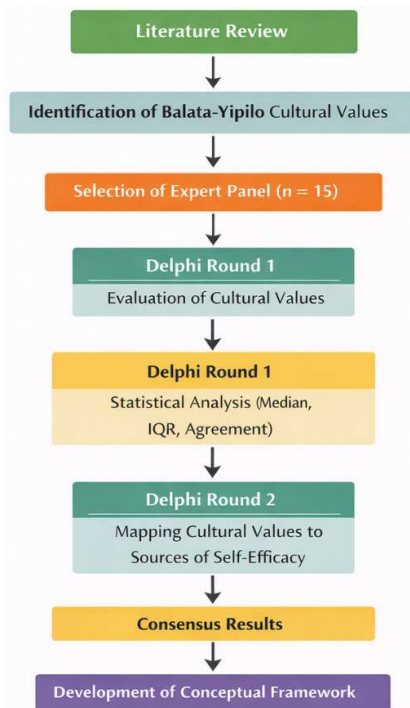 Literature Review
Identification of Balata-Yipilo Cultural Values
Selection of Expert Panel (n = 15)
Delphi Round 1
Evaluation of Cultural Values
Delphi Round 1
Statistical Analysis (Median,
IQR, Agreement)
Delphi Round 2
Mapping Cultural Values to
Sources of Self-Efficacy
Consensus Results
Development of Conceptual Framework